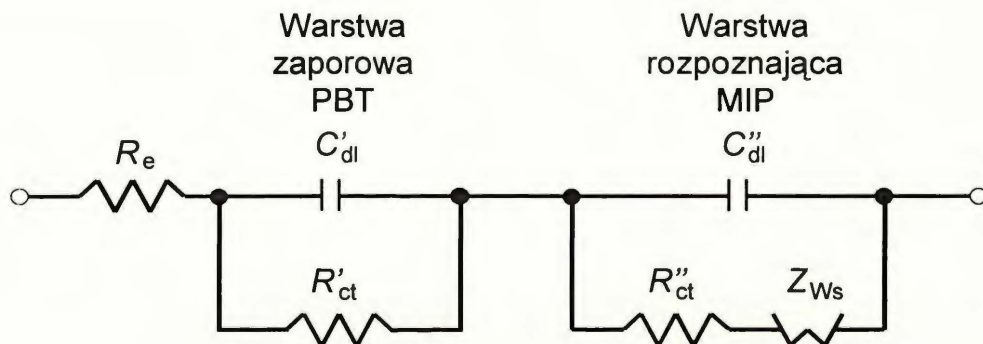 Warstwa
zaporowa
PBT
Warstwa
rozpoznająca
MIP
C'dl
C''dl
Re
R'ct
R''ct
ZWs